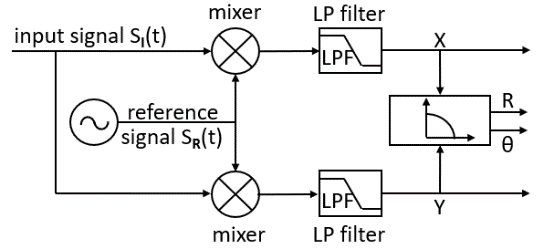 mixer
LP filter
input signal S_I(t)
LPF
X
reference
signal S_R(t)
R
θ
LPF
Y
mixer
LP filter